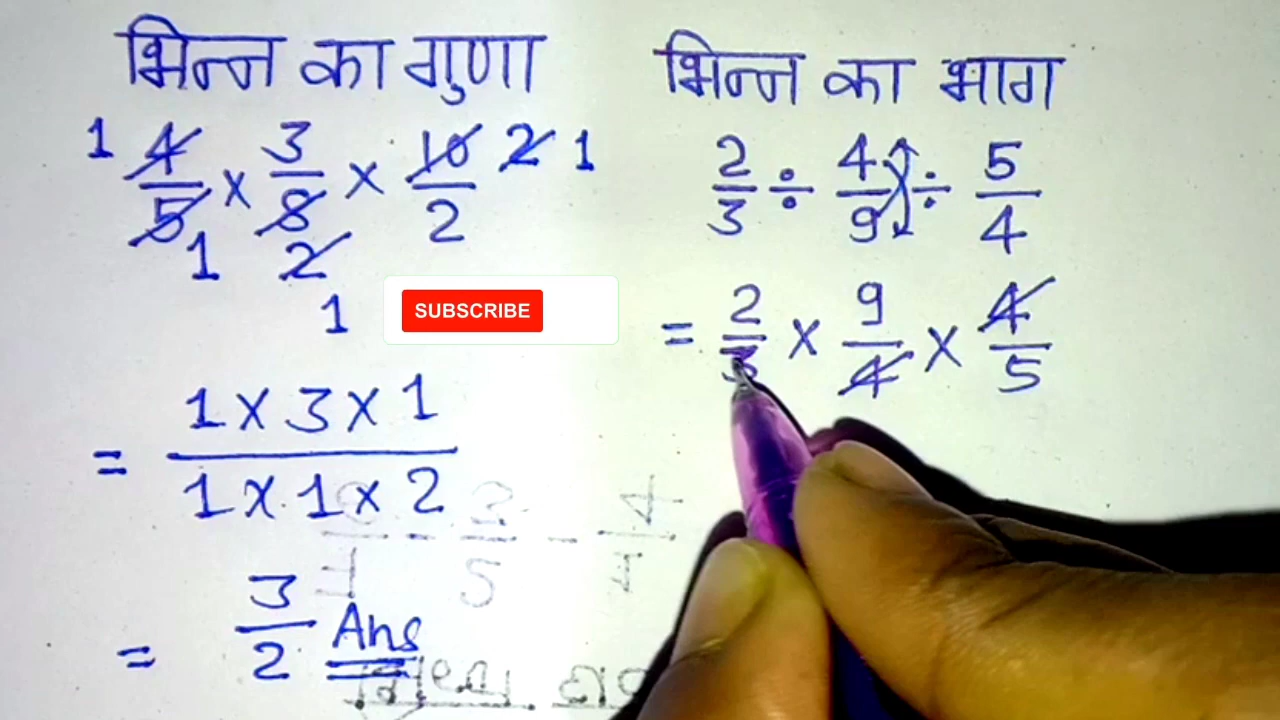 भिन्न का गुणा
1 4/5 × 3/8 × 10/2 2 1
1 2
1
= 1×3×1 / 1×1×2
= 3/2 Ans
SUBSCRIBE
भिन्न का भाग
2/3 ÷ 4/9 ÷ 5/4
= 2/3 × 9/4 × 4/5